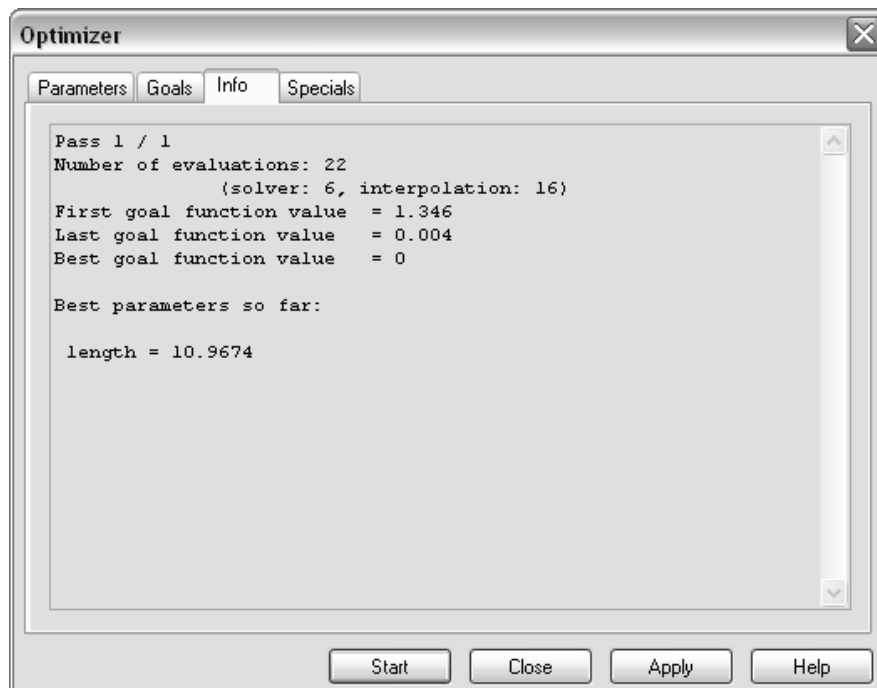 Optimizer
Parameters Goals Info Specials
Pass 1 / 1
Number of evaluations: 22
(solver: 6, interpolation: 16)
First goal function value = 1.346
Last goal function value = 0.004
Best goal function value = 0
Best parameters so far:
length = 10.9674
Start Close Apply Help